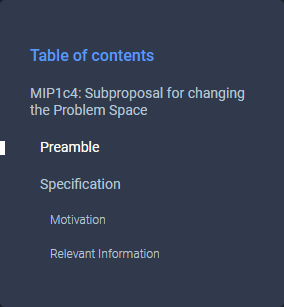 Table of contents
MIP1c4: Subproposal for changing
the Problem Space
Preamble
Specification
Motivation
Relevant Information